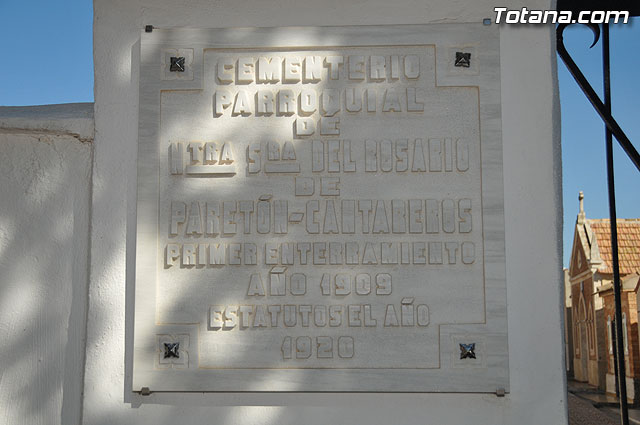 Totana.com
CEMENTERIO
PARROQUIAL
DE
NTRA SDRA DEL ROSARIO
DE
PARETÓN-CANTAREROS
PRIMER ENTERRAMIENTO
AÑO 1909
ESTATUTOS EL AÑO
1920